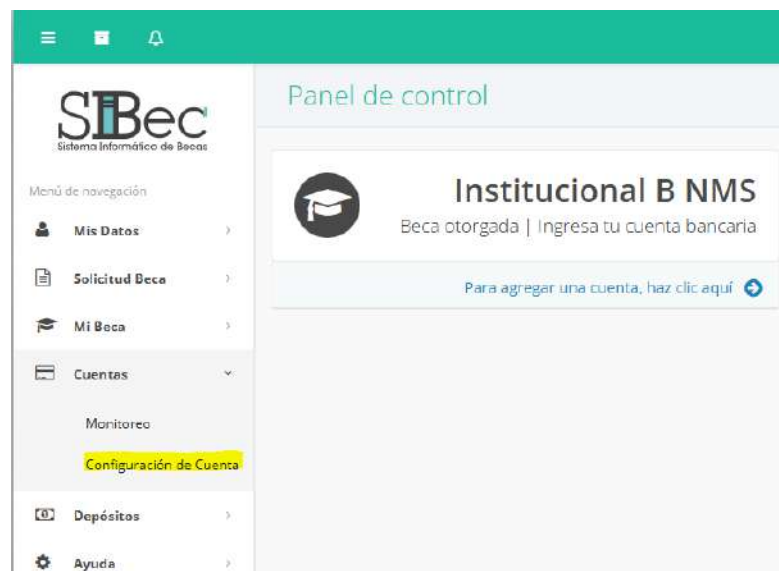 SIBec
Sistema Informático de Becas
Menú de navegación
Mis Datos
Solicitud Beca
Mi Beca
Cuentas
Monitoreo
Configuración de Cuenta
Depósitos
Ayuda
Panel de control
Institucional B NMS
Beca otorgada | Ingresa tu cuenta bancaria
Para agregar una cuenta, haz clic aquí